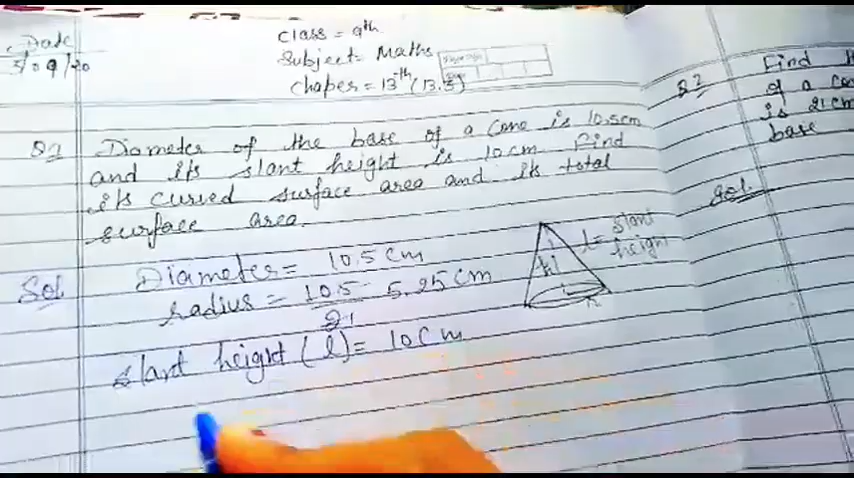 Date
5/09/20
Class = 9th
Subject = Maths
Chapes = 13th (13.3)
Q1 Diameter of the base of a Cone is 10.5cm
and its slant height is 10cm Find
its curved surface area and its total
surface area.
Sol Diameter = 10.5 cm
radius = 10.5 5.25 cm
2
slant height (l) = 10 cm
l = slant
height
h
r
Q2 Find
of a
is 21cm
base
Sol.